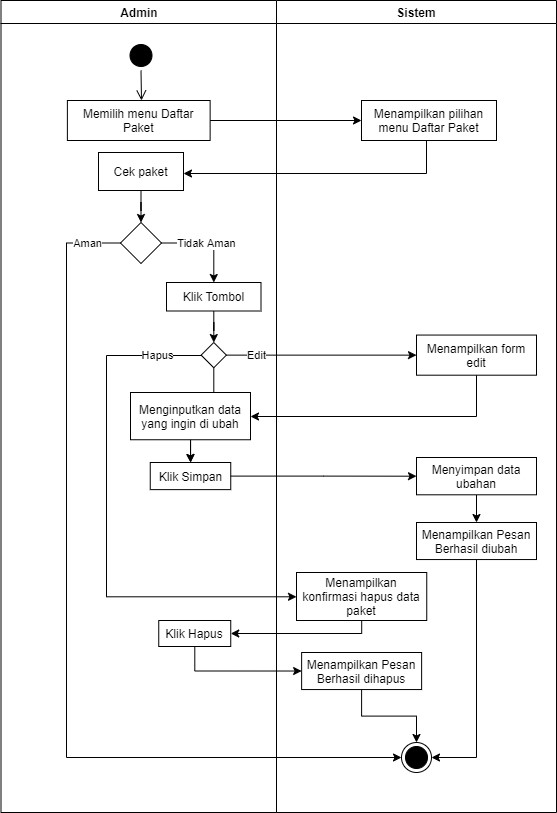 Admin
Sistem
Memilih menu Daftar
Paket
Menampilkan pilihan
menu Daftar Paket
Cek paket
Aman
Tidak Aman
Klik Tombol
Hapus
Edit
Menampilkan form
edit
Menginputkan data
yang ingin di ubah
Klik Simpan
Menyimpan data
ubahan
Menampilkan Pesan
Berhasil diubah
Menampilkan
konfirmasi hapus data
paket
Klik Hapus
Menampilkan Pesan
Berhasil dihapus